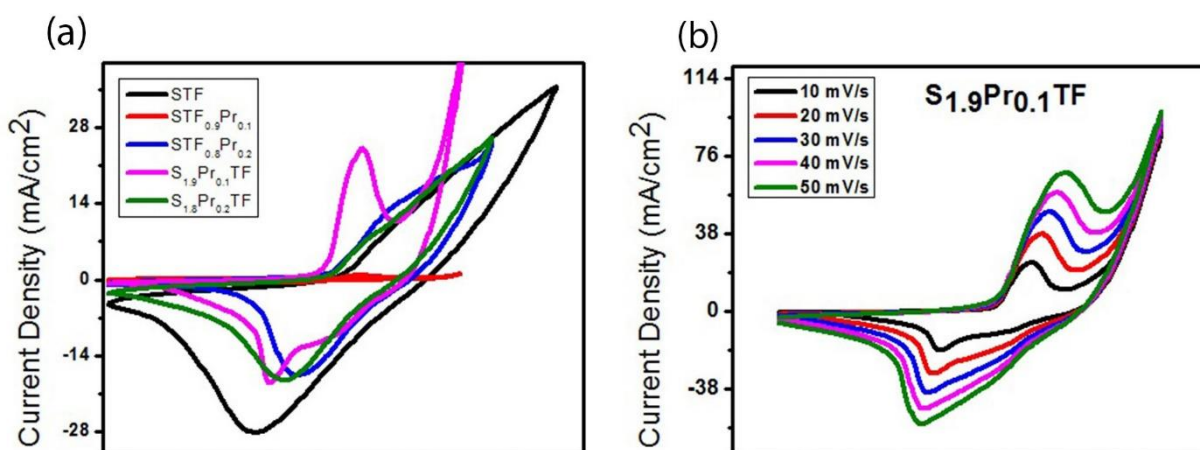 (a)
Current Density (mA/cm²)
28
14
0
-14
-28
STF
STF₀.₉Pr₀.₁
STF₀.₈Pr₀.₂
S₁.₉Pr₀.₁TF
S₁.₈Pr₀.₂TF
(b)
Current Density (mA/cm²)
114
76
38
0
-38
10 mV/s
20 mV/s
30 mV/s
40 mV/s
50 mV/s
S₁.₉Pr₀.₁TF